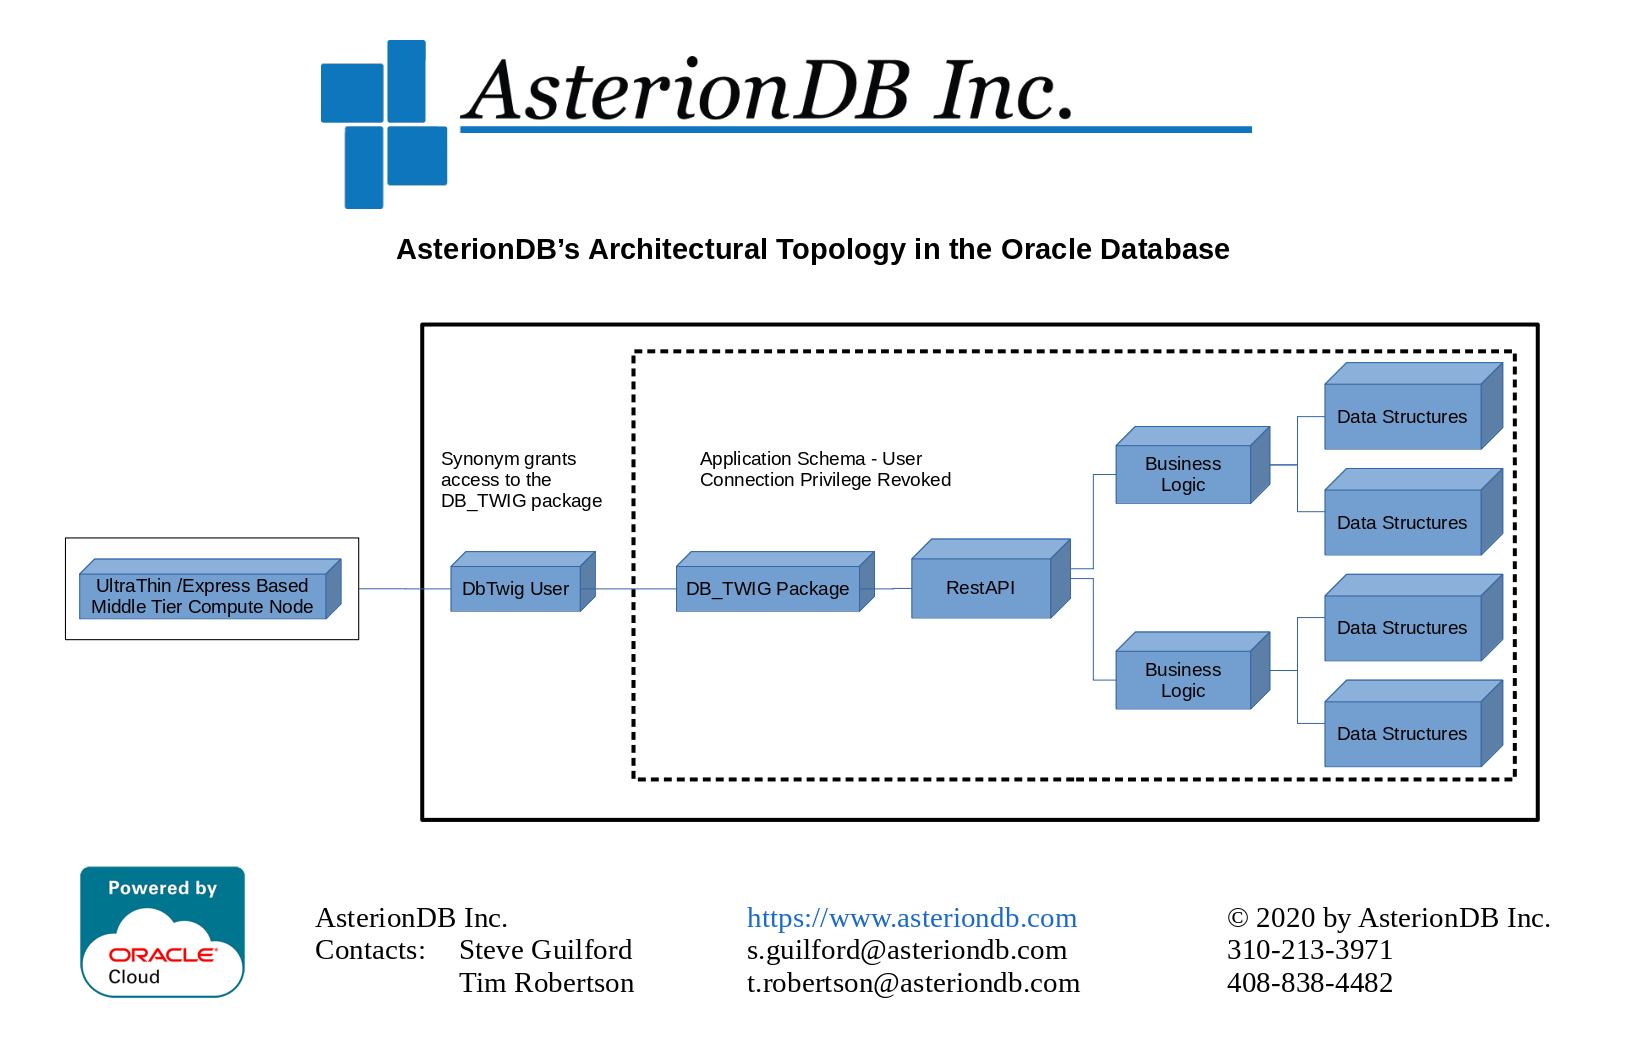 AsterionDB Inc.
AsterionDB’s Architectural Topology in the Oracle Database
Synonym grants
access to the
DB_TWIG package
Application Schema - User
Connection Privilege Revoked
UltraThin /Express Based
Middle Tier Compute Node
DbTwig User
DB_TWIG Package
RestAPI
Business
Logic
Data Structures
Data Structures
Business
Logic
Data Structures
Data Structures
Powered by
ORACLE®
Cloud
AsterionDB Inc. https://www.asteriondb.com © 2020 by AsterionDB Inc.
Contacts: Steve Guilford s.guilford@asteriondb.com 310-213-3971
Tim Robertson t.robertson@asteriondb.com 408-838-4482